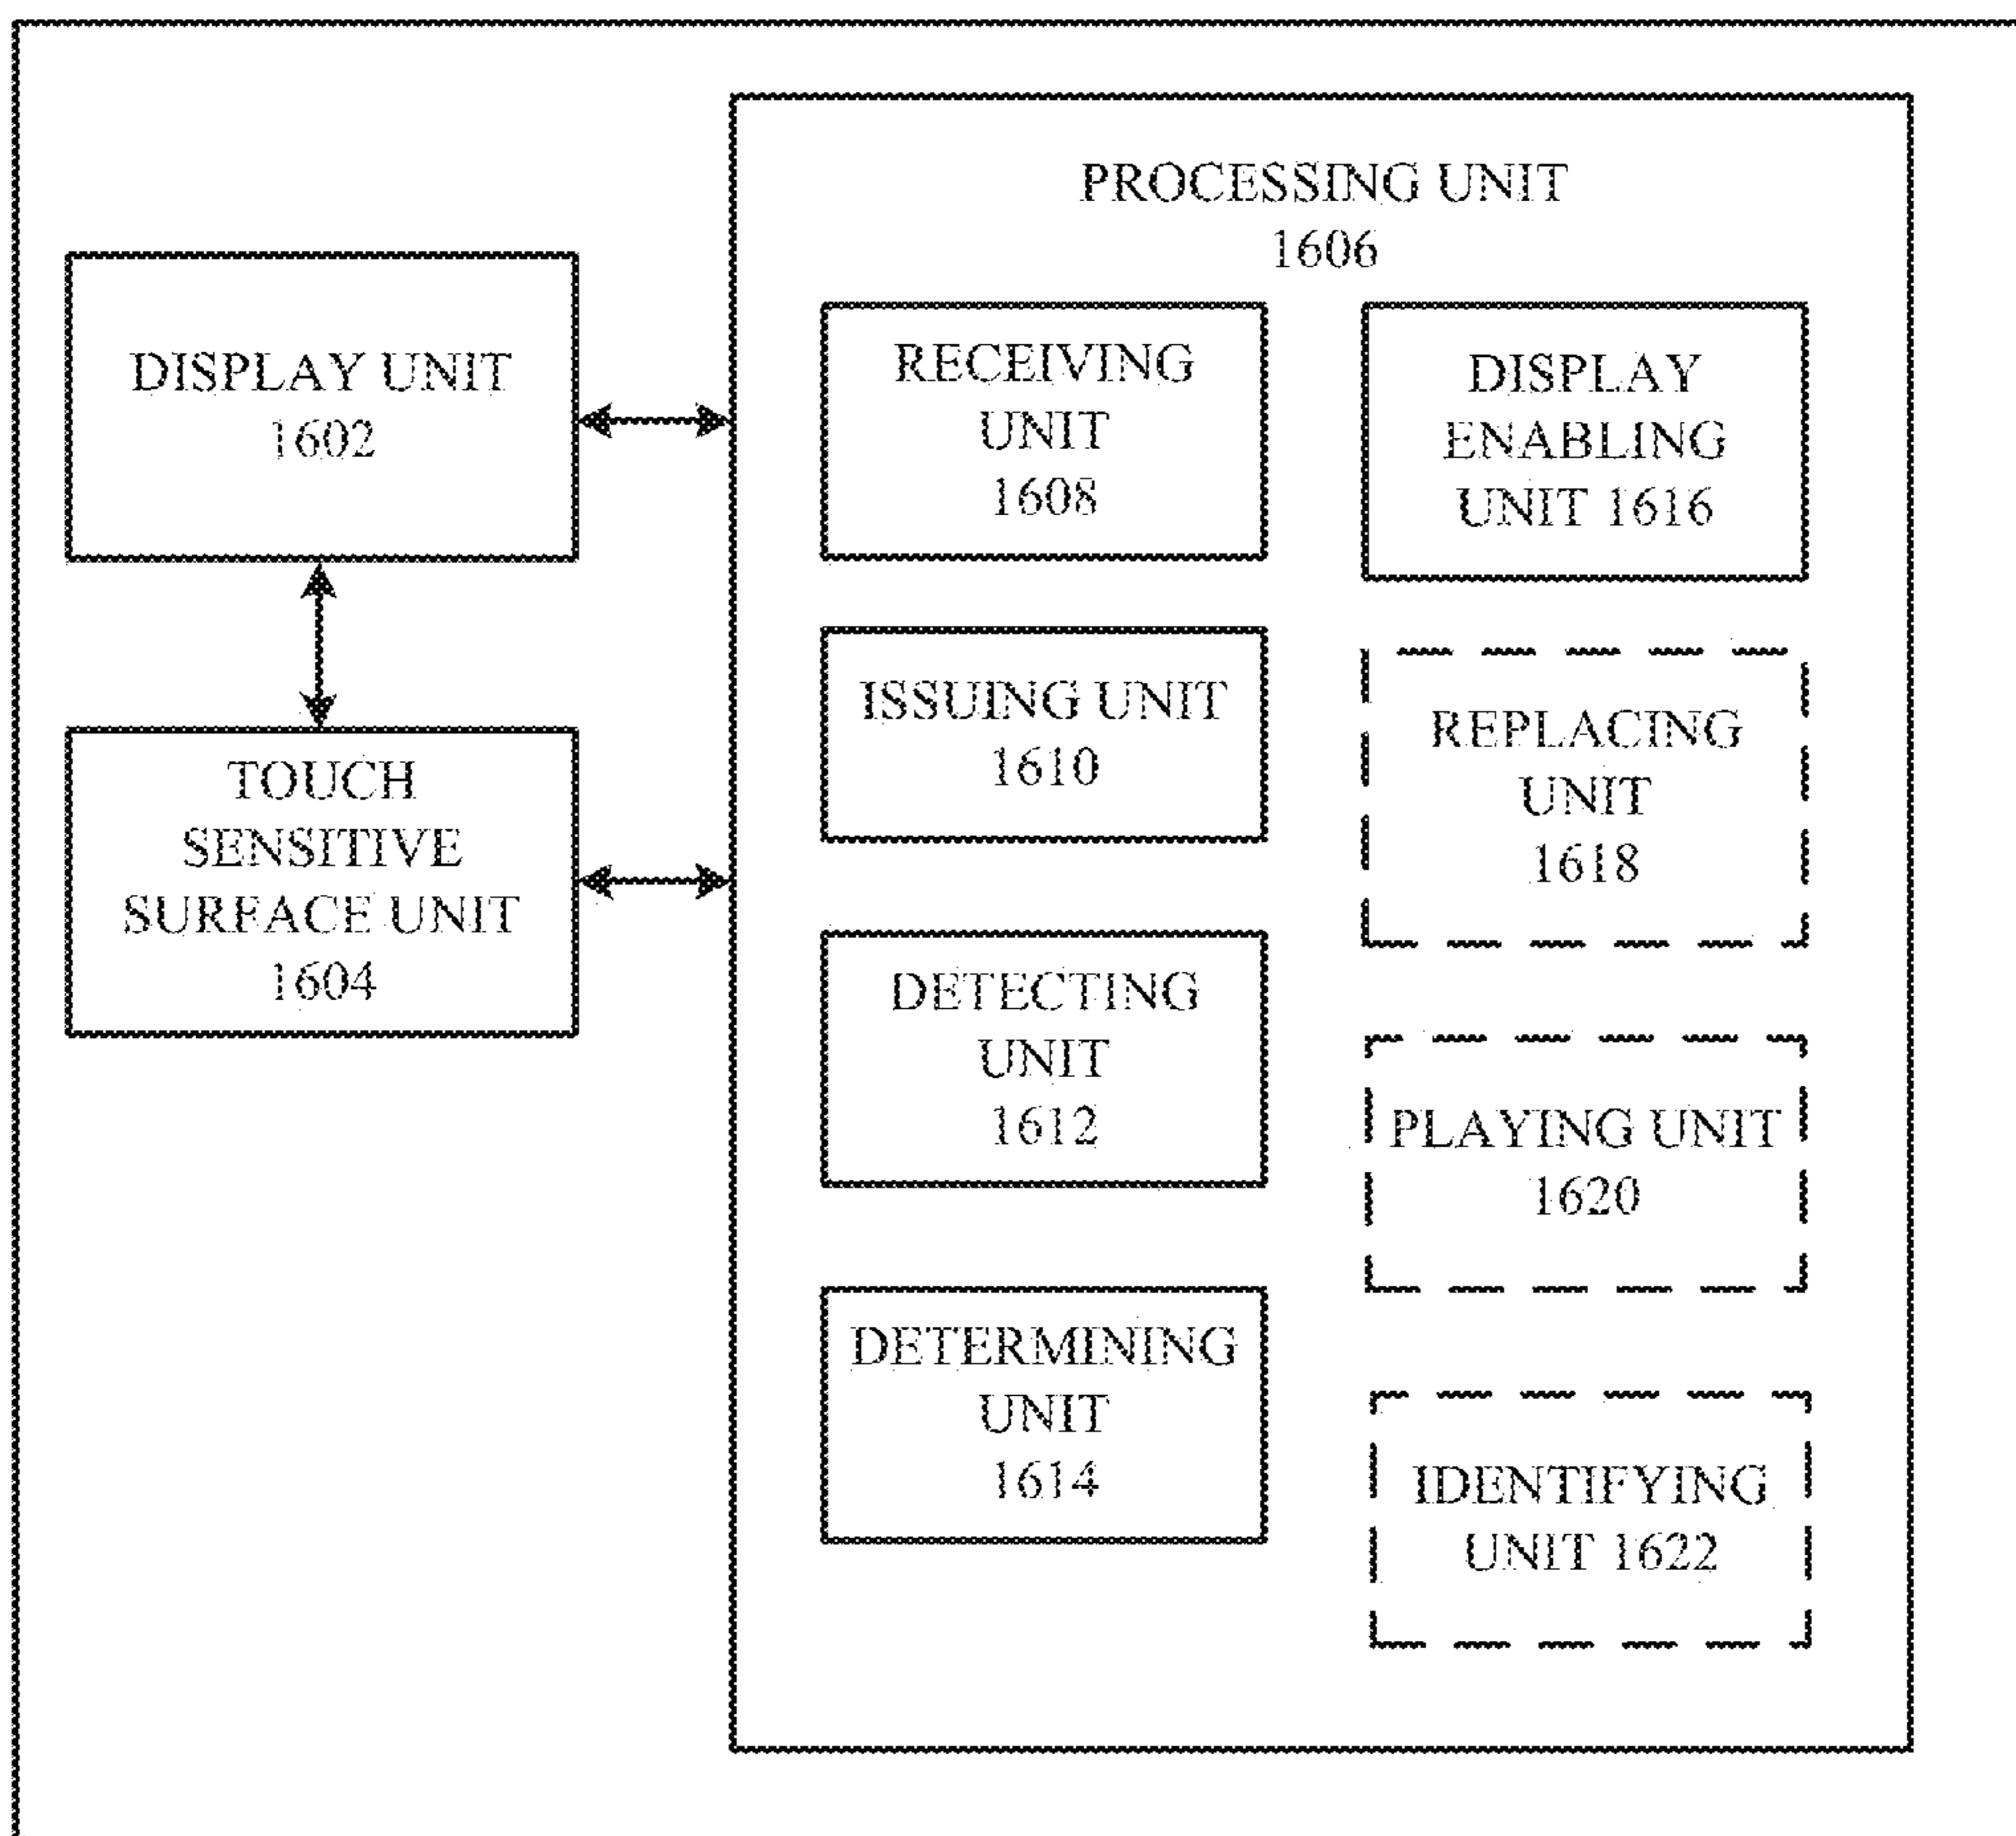 PROCESSING UNIT
1606
DISPLAY UNIT
1602
TOUCH
SENSITIVE
SURFACE UNIT
1604
RECEIVING
UNIT
1608
ISSUING UNIT
1610
DETECTING
UNIT
1612
DETERMINING
UNIT
1614
DISPLAY
ENABLING
UNIT 1616
REPLACING
UNIT
1618
PLAYING UNIT
1620
IDENTIFYING
UNIT 1622